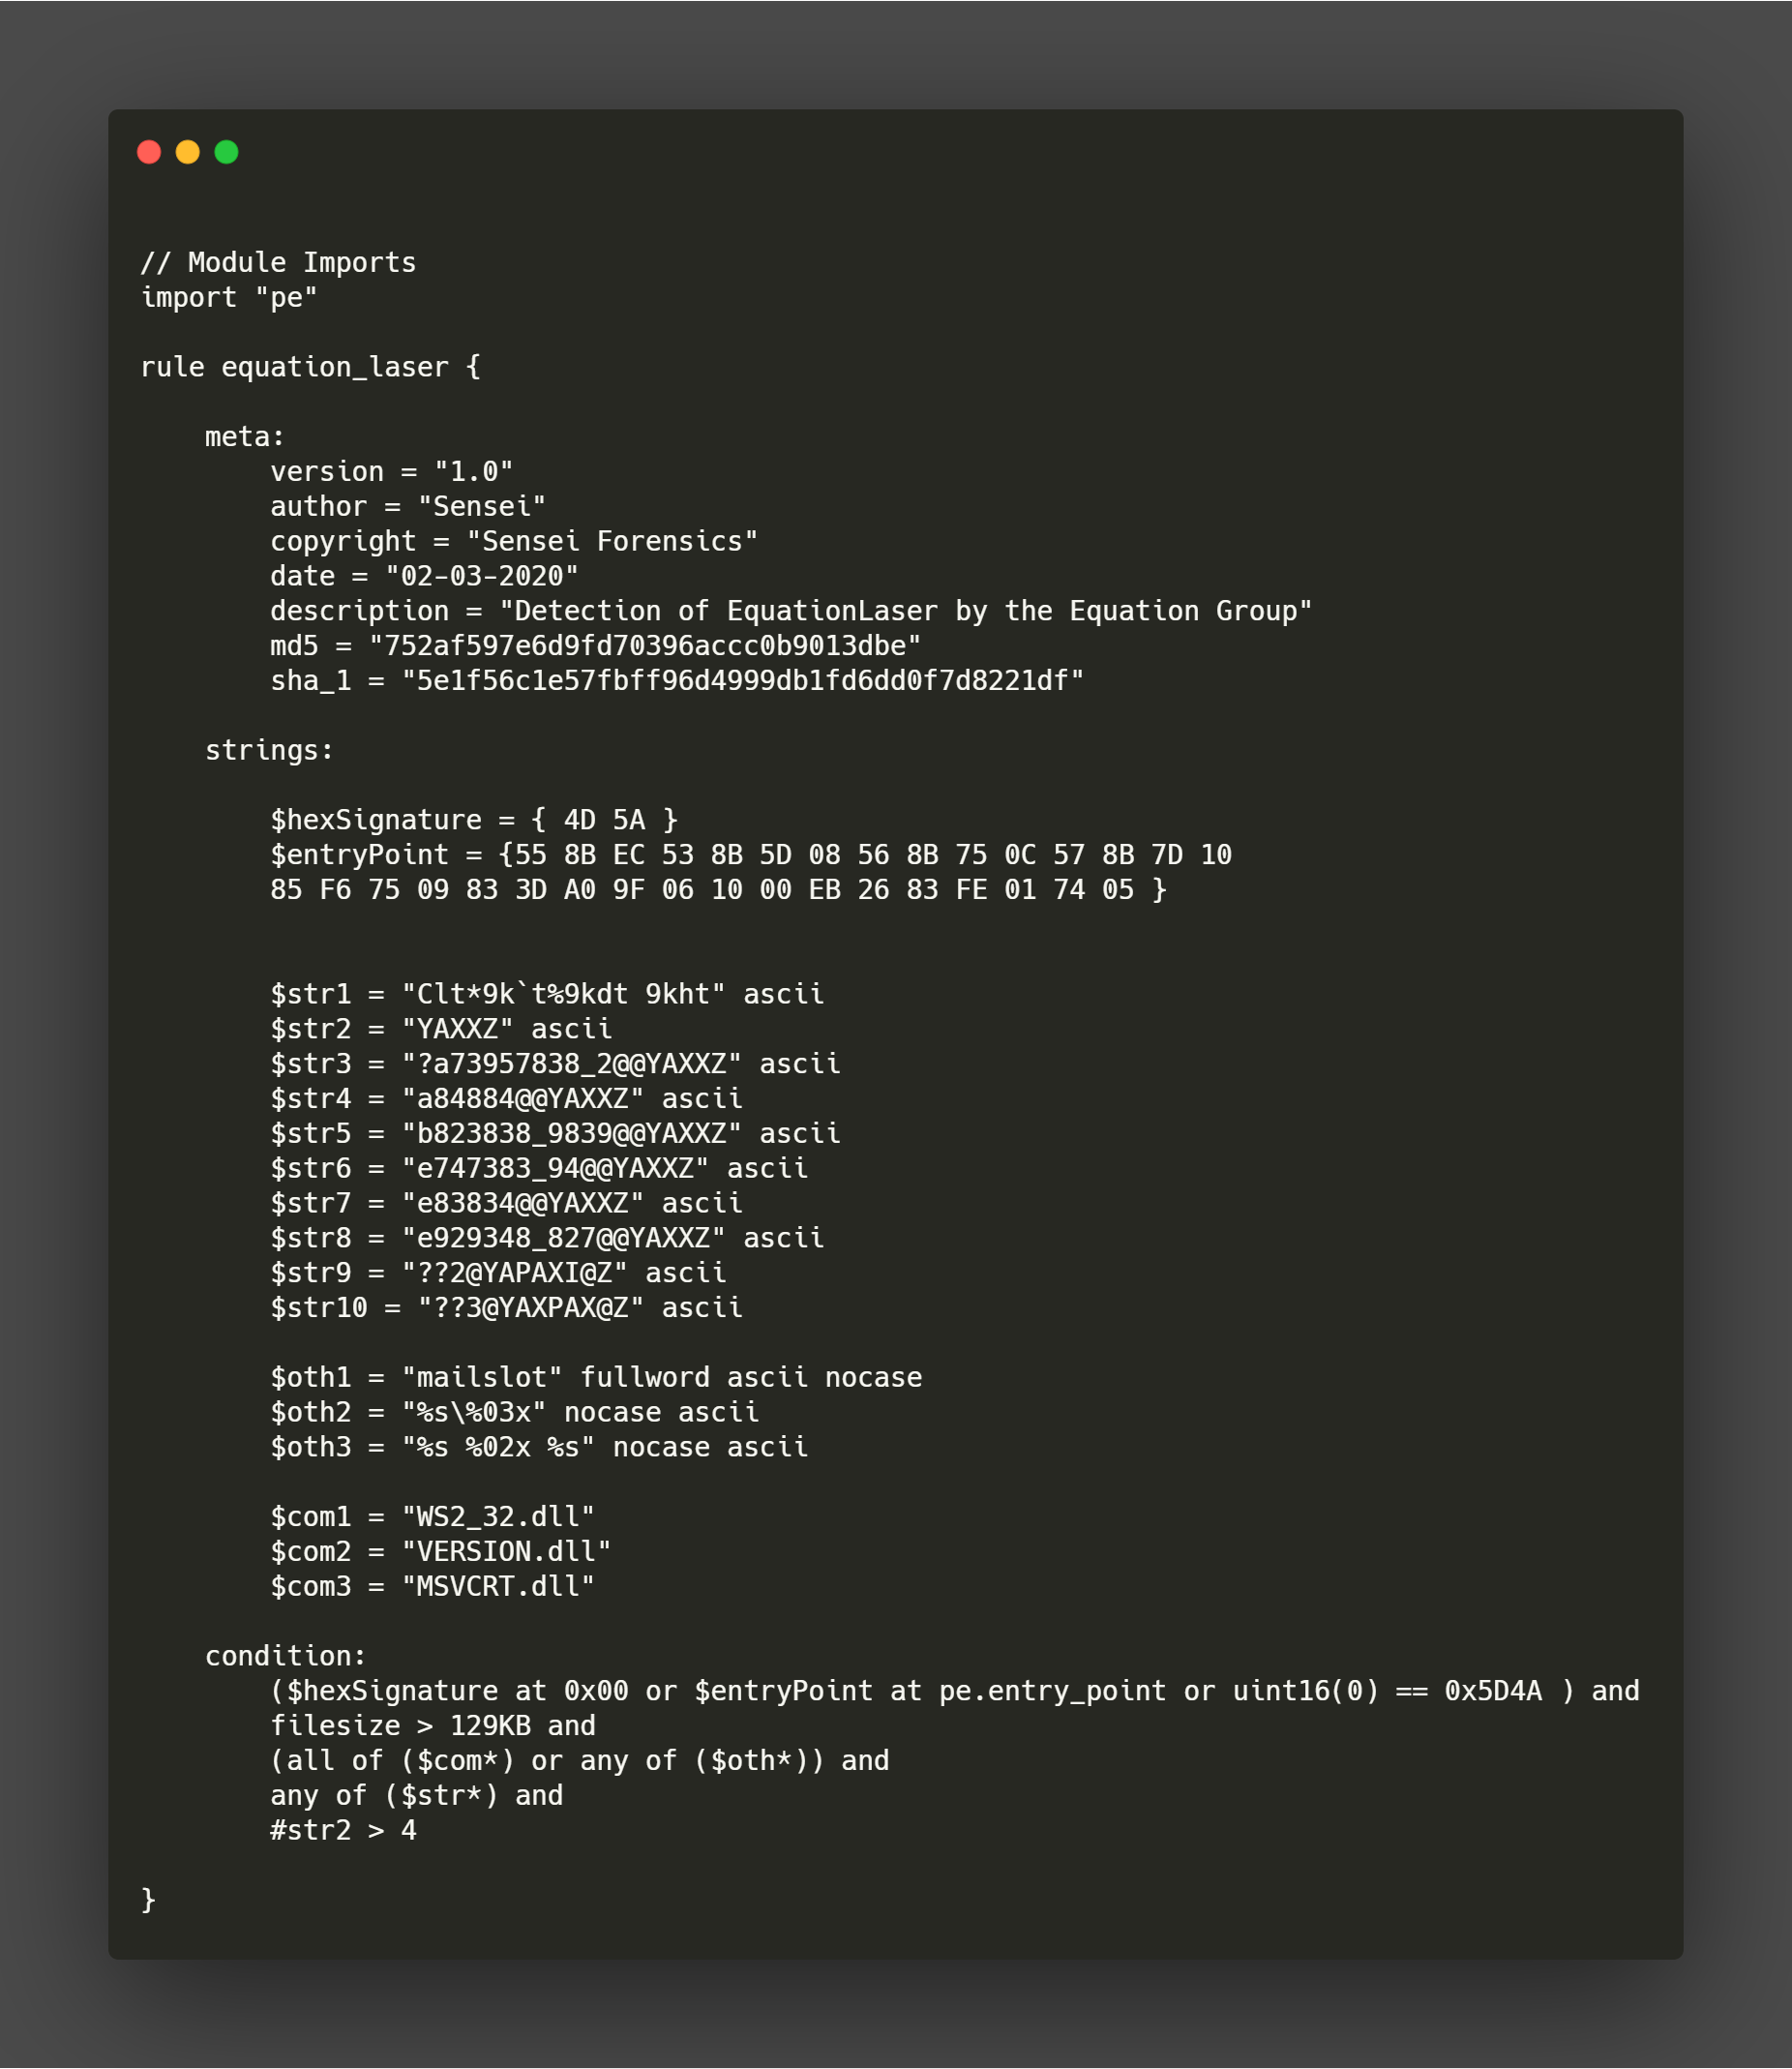 // Module Imports
import "pe"

rule equation_laser {

    meta:
        version = "1.0"
        author = "Sensei"
        copyright = "Sensei Forensics"
        date = "02-03-2020"
        description = "Detection of EquationLaser by the Equation Group"
        md5 = "752af597e6d9fd70396accc0b9013dbe"
        sha_1 = "5e1f56c1e57fbff96d4999db1fd6dd0f7d8221df"

    strings:

        $hexSignature = { 4D 5A }
        $entryPoint = {55 8B EC 53 8B 5D 08 56 8B 75 0C 57 8B 7D 10
        85 F6 75 09 83 3D A0 9F 06 10 00 EB 26 83 FE 01 74 05 }


        $str1 = "Clt*9k`t%9kdt 9kht" ascii
        $str2 = "YAXXZ" ascii
        $str3 = "?a73957838_2@@YAXXZ" ascii
        $str4 = "a84884@@YAXXZ" ascii
        $str5 = "b823838_9839@@YAXXZ" ascii
        $str6 = "e747383_94@@YAXXZ" ascii
        $str7 = "e83834@@YAXXZ" ascii
        $str8 = "e929348_827@@YAXXZ" ascii
        $str9 = "??2@YAPAXI@Z" ascii
        $str10 = "??3@YAXPAX@Z" ascii

        $oth1 = "mailslot" fullword ascii nocase
        $oth2 = "%s\%03x" nocase ascii
        $oth3 = "%s %02x %s" nocase ascii

        $com1 = "WS2_32.dll"
        $com2 = "VERSION.dll"
        $com3 = "MSVCRT.dll"

    condition:
        ($hexSignature at 0x00 or $entryPoint at pe.entry_point or uint16(0) == 0x5D4A ) and
        filesize > 129KB and
        (all of ($com*) or any of ($oth*)) and
        any of ($str*) and
        #str2 > 4

}